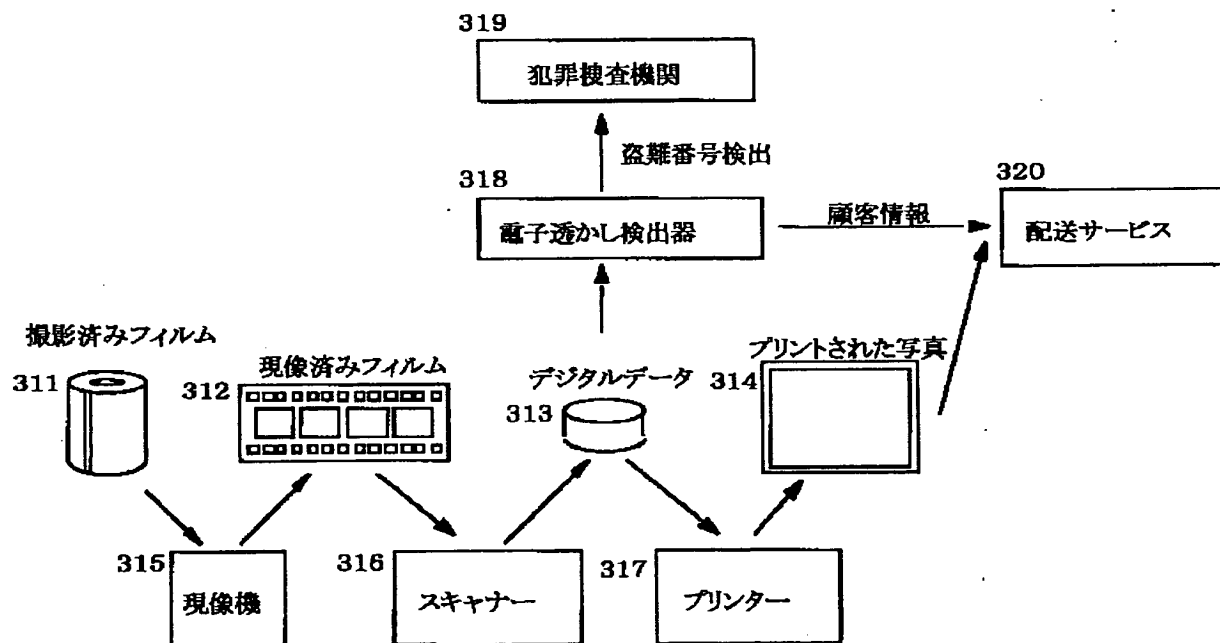 319
犯罪捜査機関
盗難番号検出
318
電子透かし検出器
顧客情報
320
配送サービス
撮影済みフィルム
311
現像済みフィルム
312
デジタルデータ
313
プリントされた写真
314
315
現像機
316
スキャナー
317
プリンター